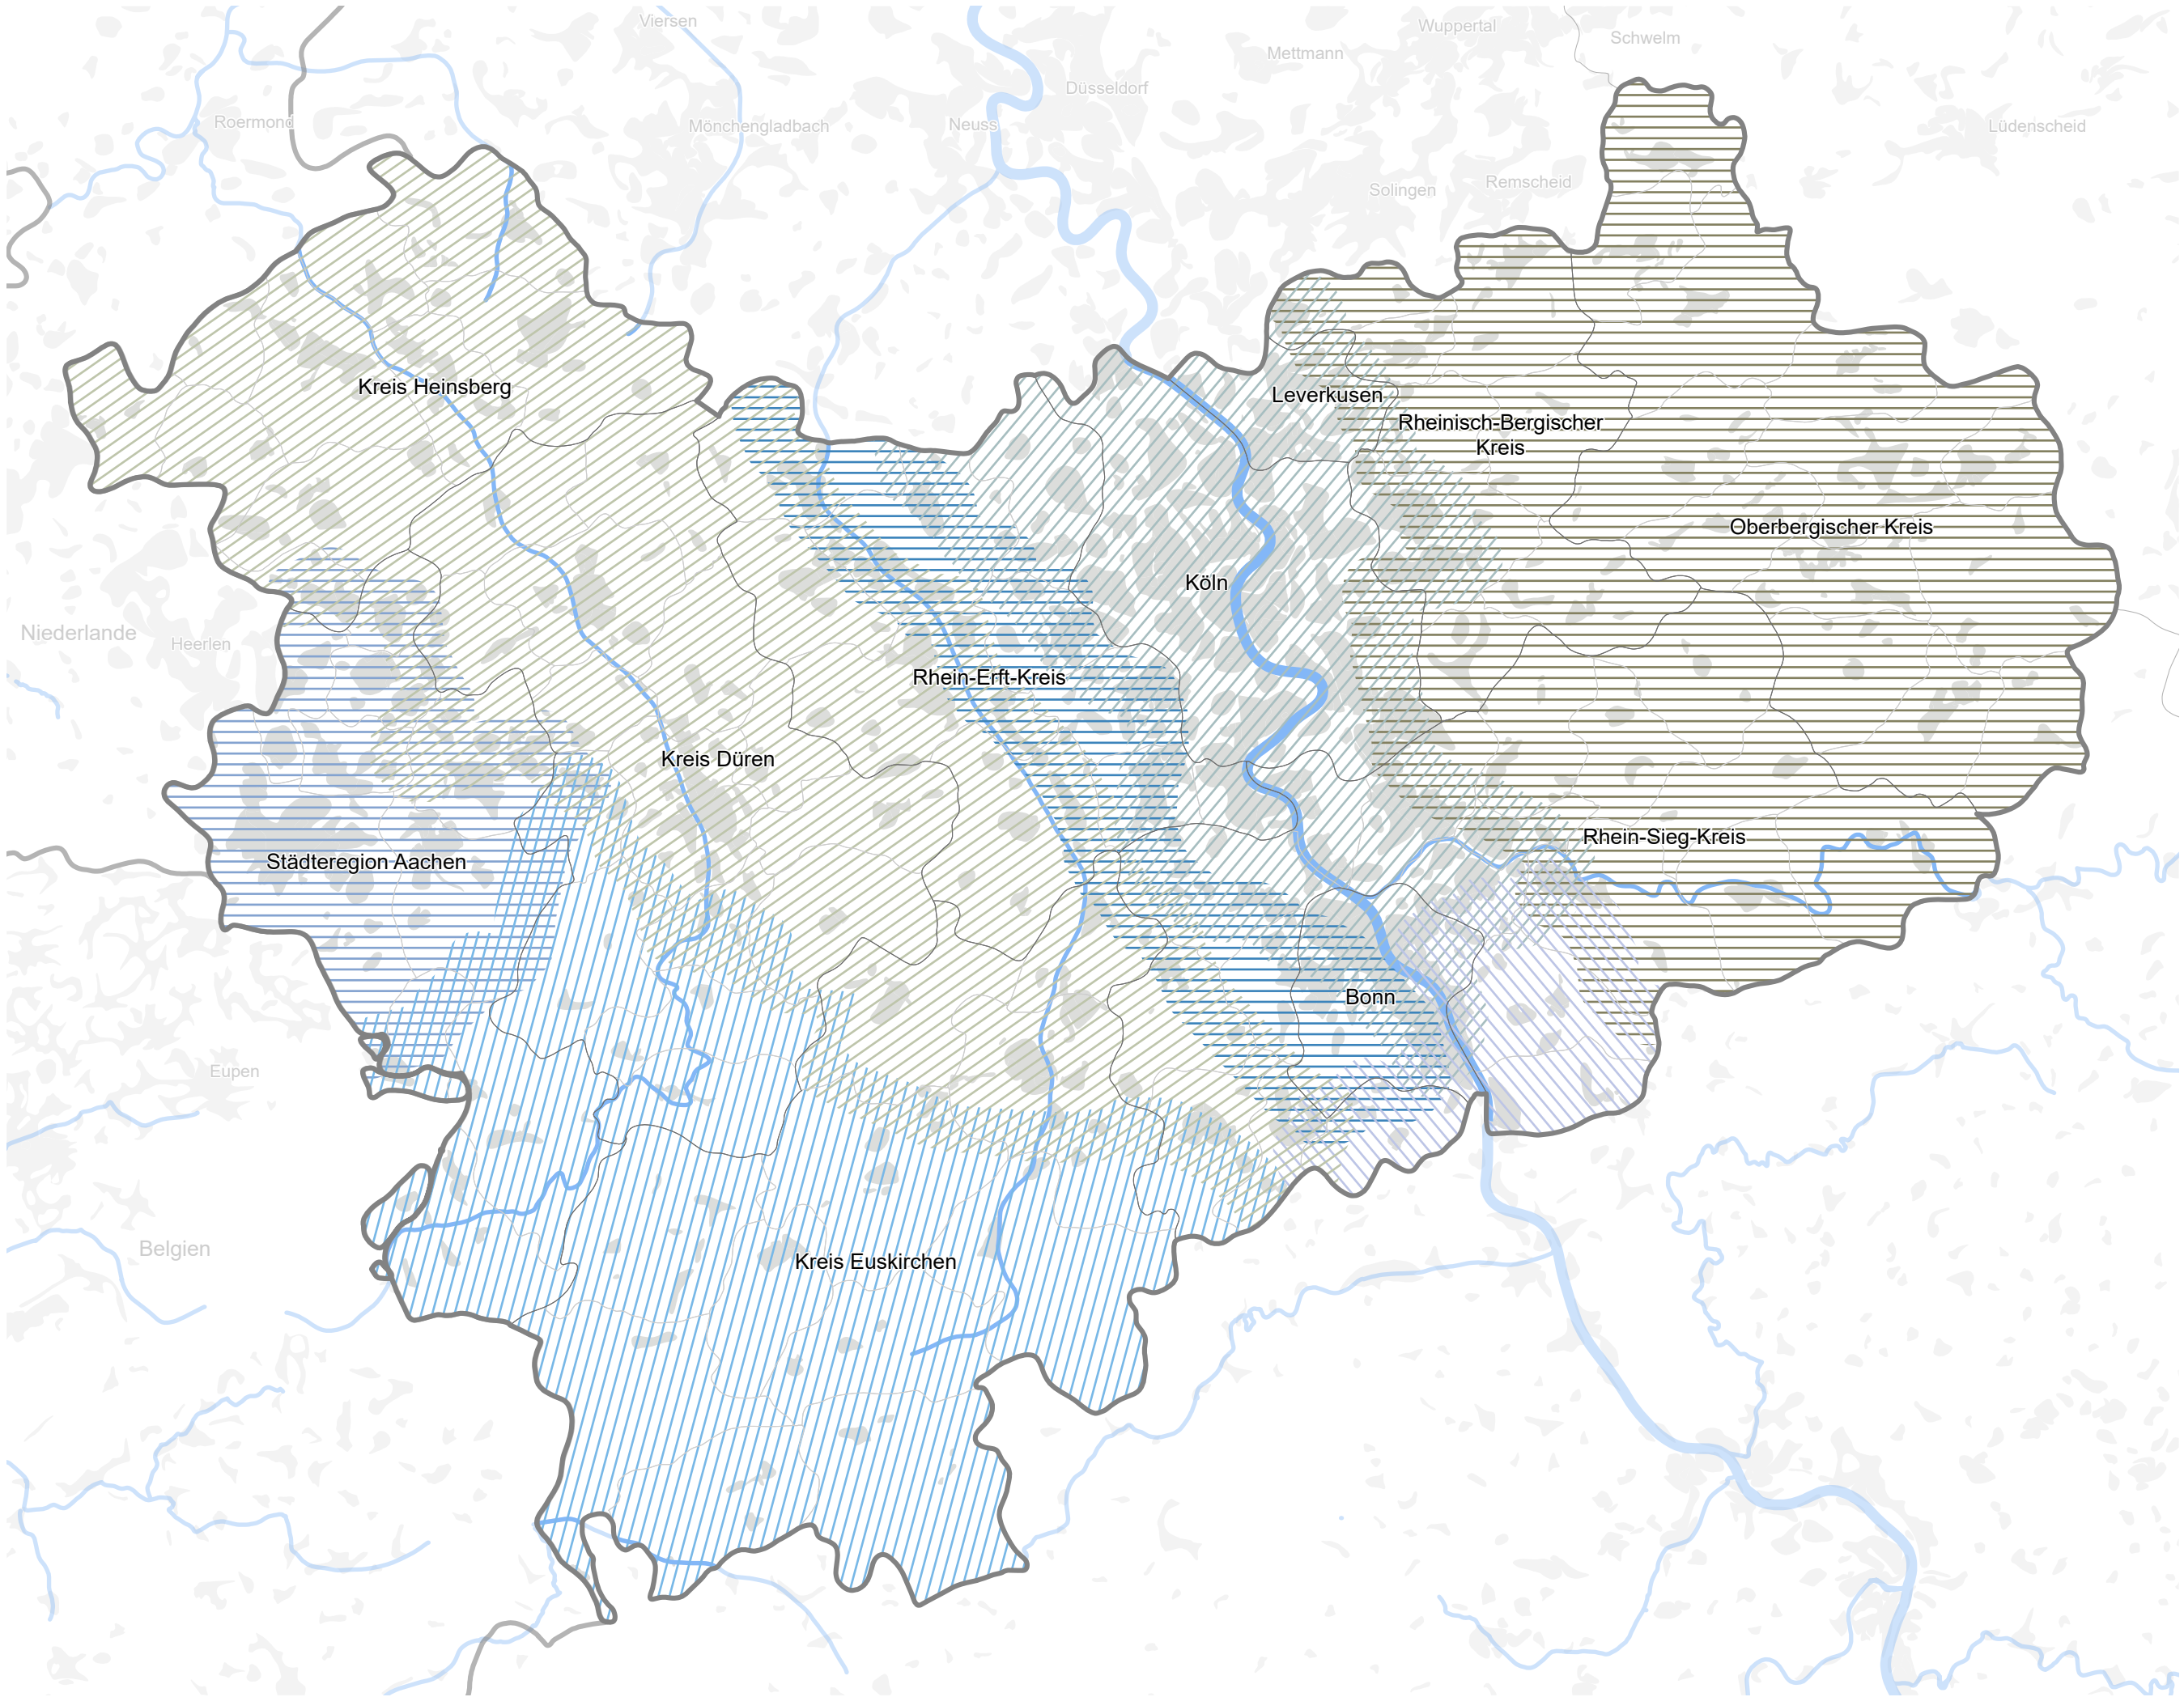 Viersen
Wuppertal
Schwelm
Mettmann
Düsseldorf
Roermond
Mönchengladbach
Neuss
Lüdenscheid
Solingen
Remscheid
Kreis Heinsberg
Leverkusen
Rheinisch-Bergischer
Kreis
Oberbergischer Kreis
Köln
Niederlande
Heerlen
Rhein-Erft-Kreis
Kreis Düren
Rhein-Sieg-Kreis
Städteregion Aachen
Bonn
Eupen
Belgien
Kreis Euskirchen